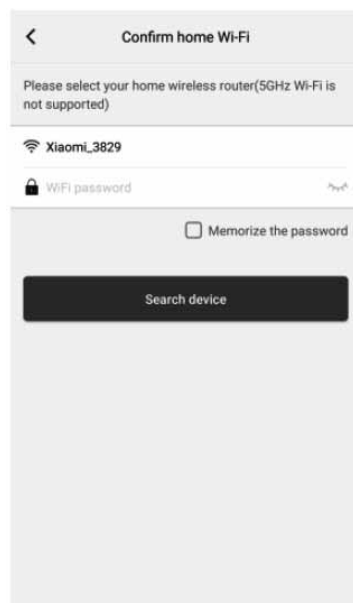 Confirm home Wi-Fi
Please select your home wireless router(5GHz Wi-Fi is
not supported)
Xiaomi_3829
WiFi password
Memorize the password
Search device